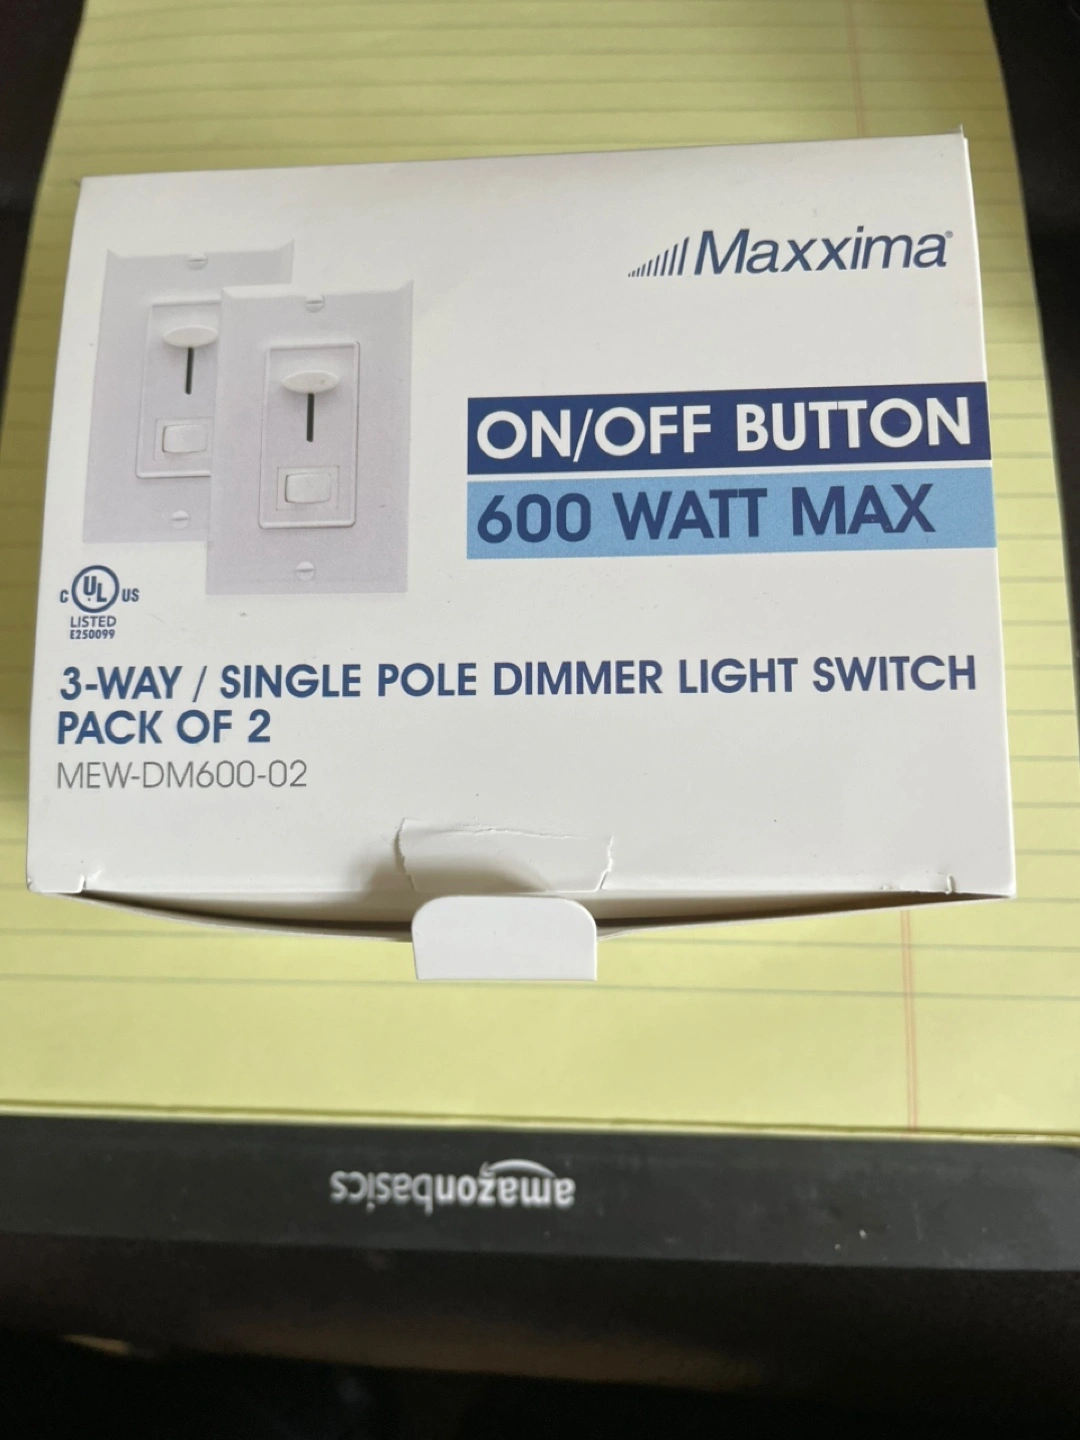 Maxxima®
ON/OFF BUTTON
600 WATT MAX
C UL US
LISTED
E250099
3-WAY / SINGLE POLE DIMMER LIGHT SWITCH
PACK OF 2
MEW-DM600-02
amazonbasics